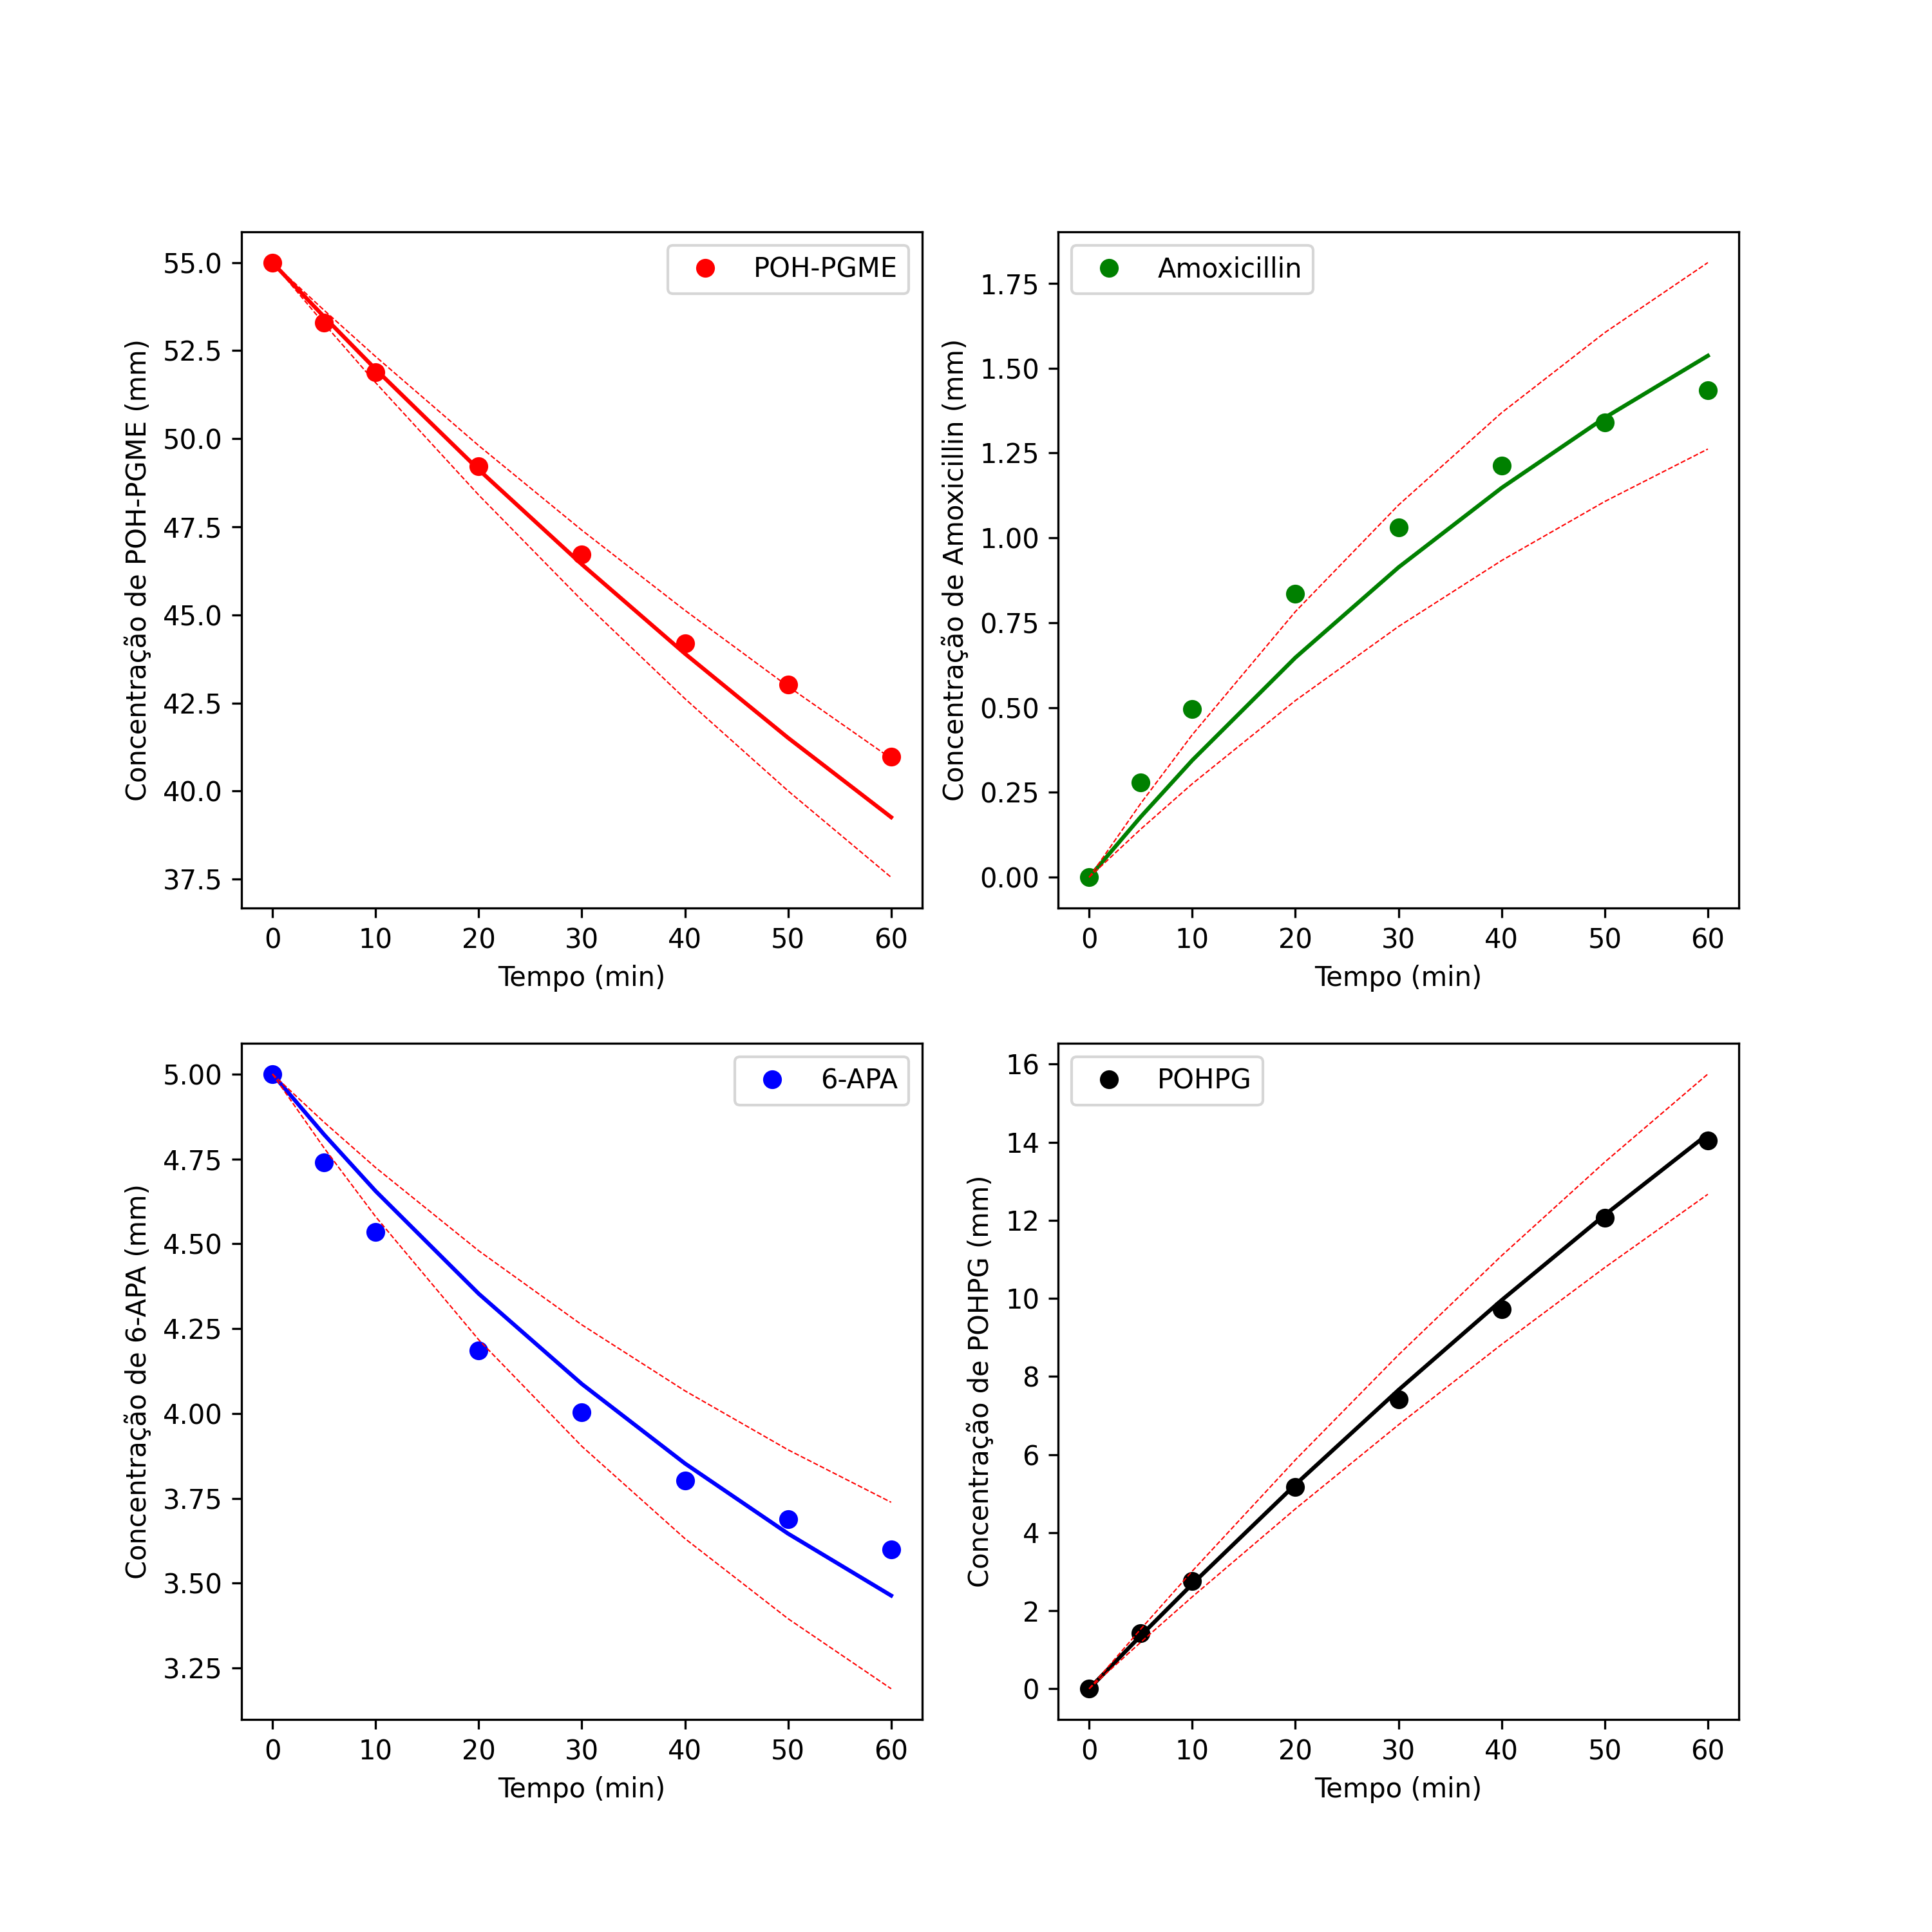 POH-PGME
Concentração de POH-PGME (mm)
55.0
52.5
50.0
47.5
45.0
42.5
40.0
37.5
0 10 20 30 40 50 60
Tempo (min)
Amoxicillin
Concentração de Amoxicillin (mm)
1.75
1.50
1.25
1.00
0.75
0.50
0.25
0.00
0 10 20 30 40 50 60
Tempo (min)
6-APA
Concentração de 6-APA (mm)
5.00
4.75
4.50
4.25
4.00
3.75
3.50
3.25
0 10 20 30 40 50 60
Tempo (min)
POHPG
Concentração de POHPG (mm)
16
14
12
10
8
6
4
2
0
0 10 20 30 40 50 60
Tempo (min)